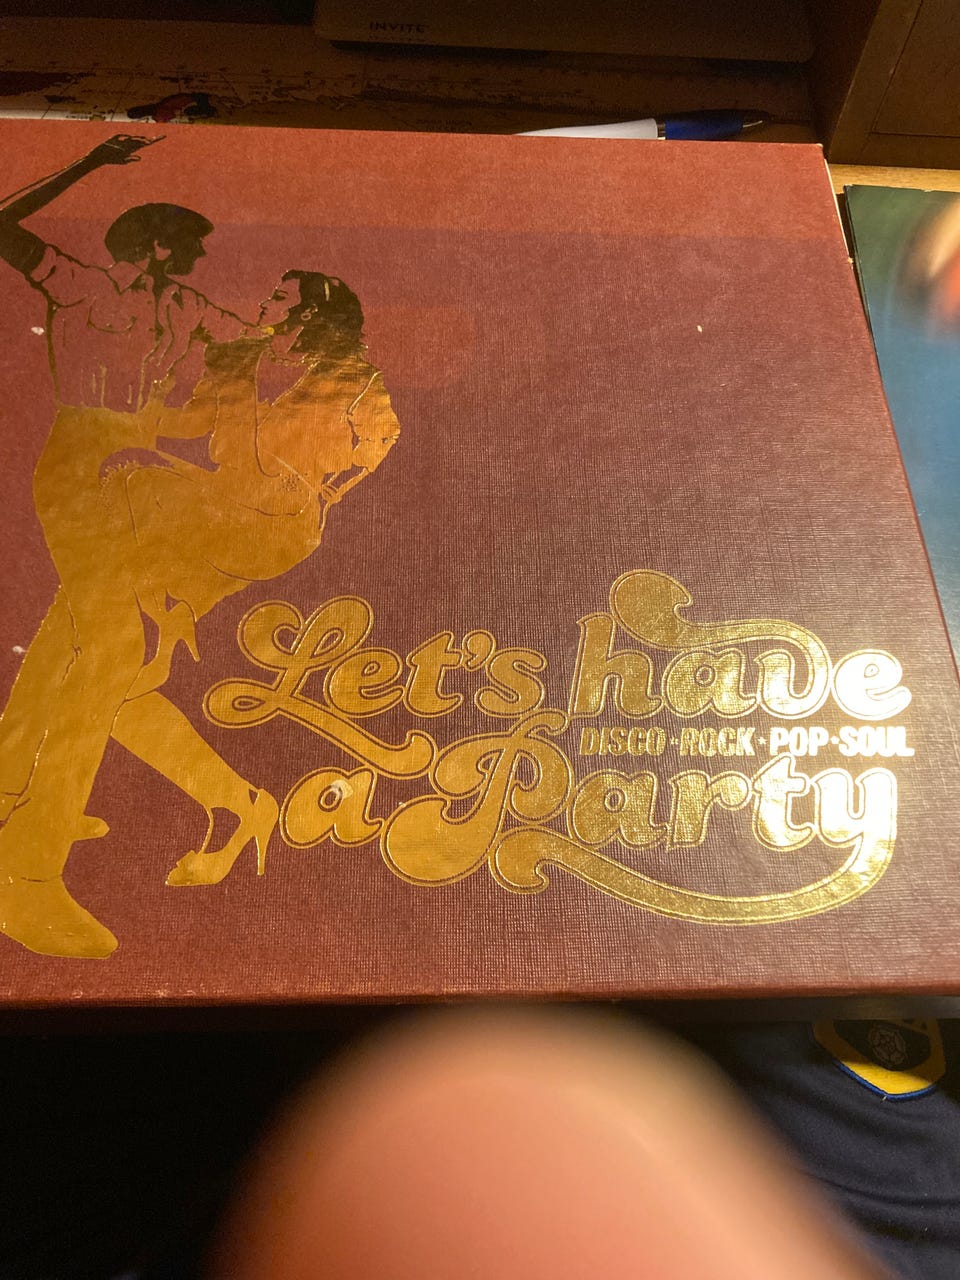 INVITE
Let's have
DISCO•ROCK•POP•SOUL
a Party